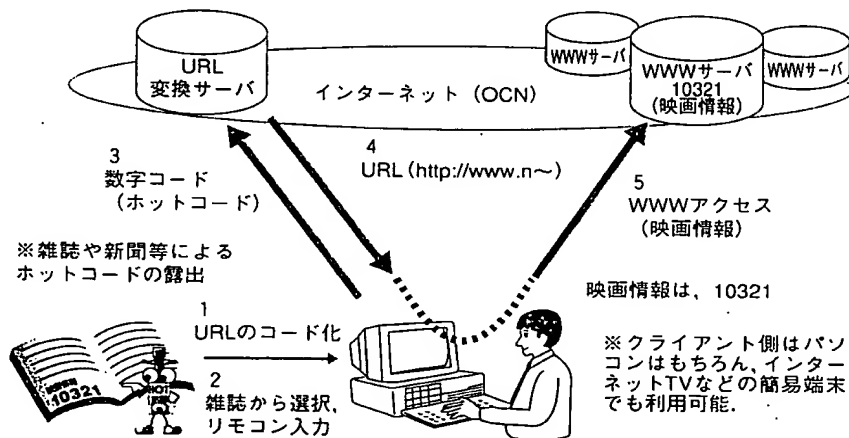 URL
変換サーバ
インターネット（OCN）
WWWサーバ
WWWサーバ
10321
（映画情報）
WWWサーバ
3
数字コード
（ホットコード）
4
URL（http://www.n～）
5
WWWアクセス
（映画情報）
※雑誌や新聞等による
ホットコードの露出
1
URLのコード化
2
雑誌から選択，
リモコン入力
10321
HOT
映画情報は，10321
※クライアント側はパソ
コンはもちろん，インター
ネットTVなどの簡易端末
でも利用可能．